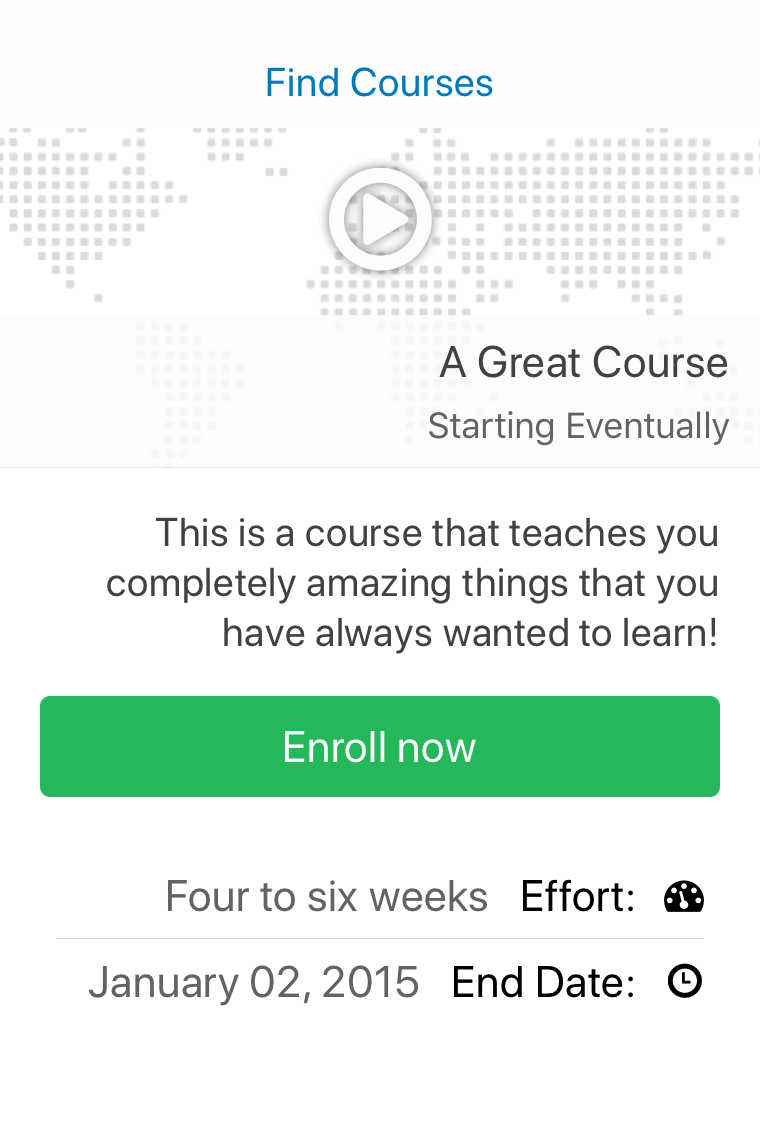 Find Courses
A Great Course
Starting Eventually
This is a course that teaches you
completely amazing things that you
have always wanted to learn!
Enroll now
Effort: Four to six weeks
End Date: January 02, 2015